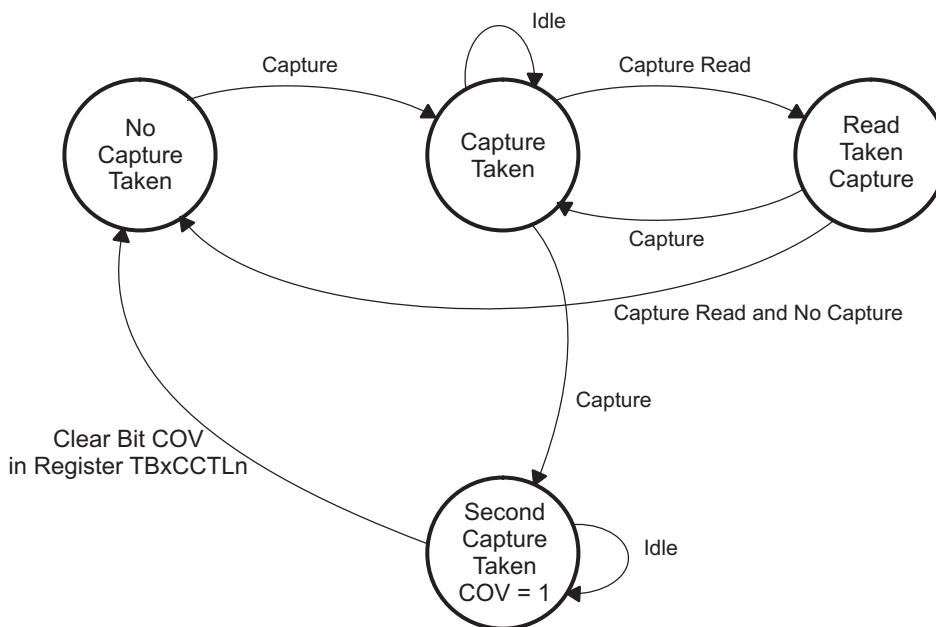 Idle
Capture
Capture Read
No
Capture
Taken
Capture
Taken
Read
Taken
Capture
Capture
Capture Read and No Capture
Capture
Clear Bit COV
in Register TBxCCTLn
Second
Capture
Taken
COV = 1
Idle